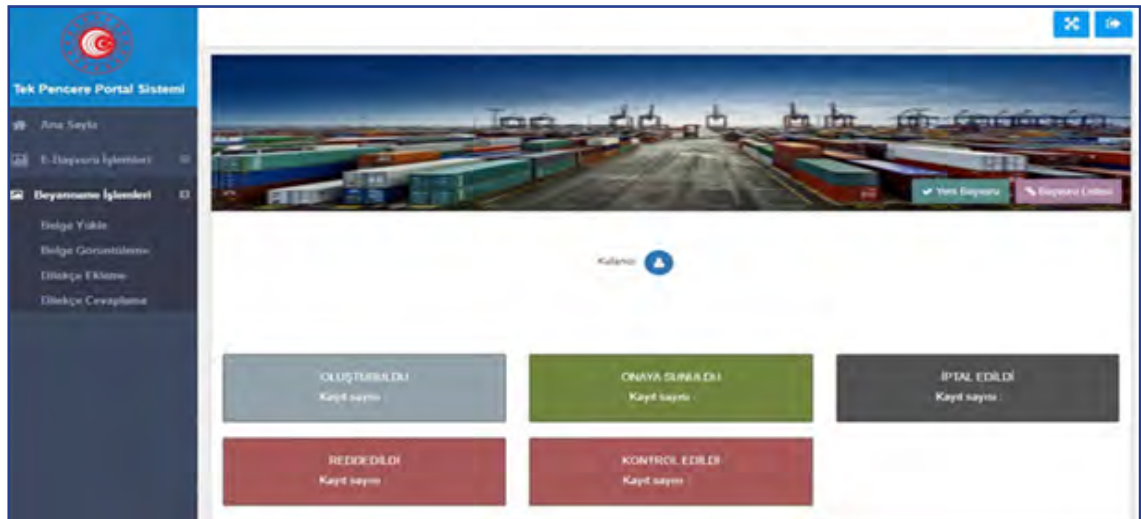 Tek Pencere Portal Sistemi
Ana Sayfa
E-Başvuru İşlemleri
Beyanname İşlemleri
Belge Yükle
Belge Görüntüleme
Dilekçe Ekleme
Dilekçe Cevaplama
Yeni Başvuru
Başvuru Listesi
Kullanıcı
OLUŞTURULDU
Kayıt sayısı :
ONAYA SUNULDU
Kayıt sayısı :
İPTAL EDİLDİ
Kayıt sayısı :
REDDEDİLDİ
Kayıt sayısı :
KONTROL EDİLDİ
Kayıt sayısı :